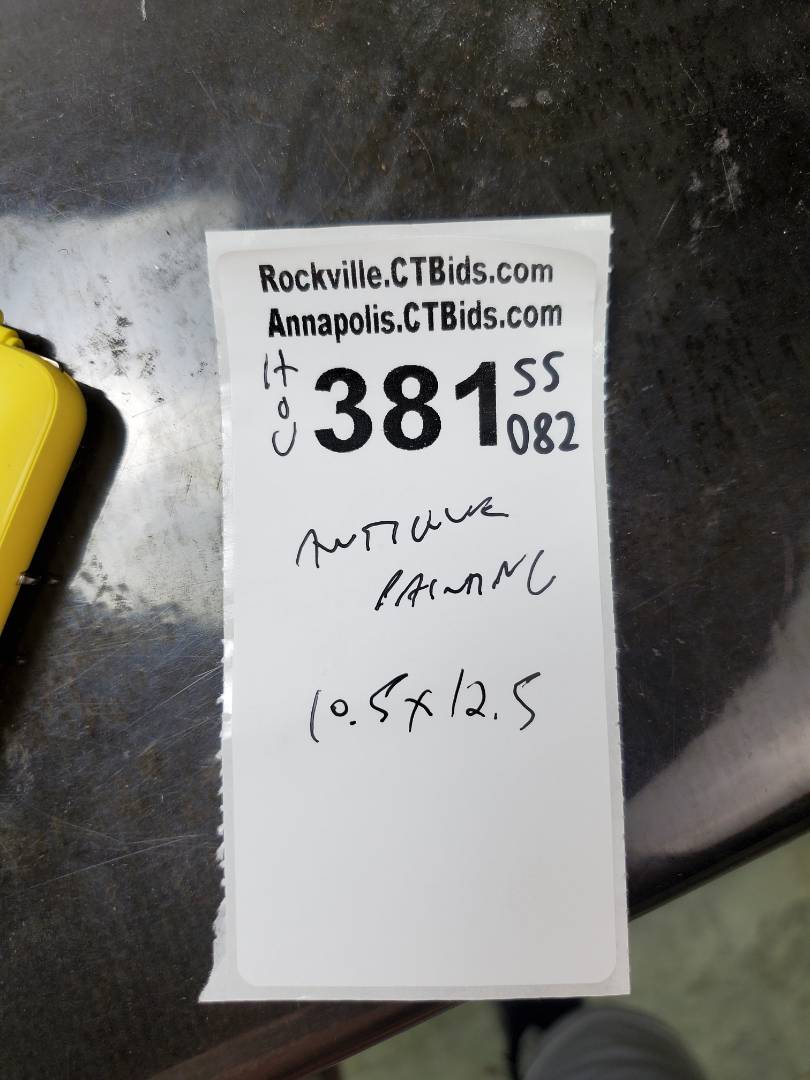 Rockville.CTBids.com
Annapolis.CTBids.com
381 SS
082
ANTIQUE
PAINTING
10.5x12.5